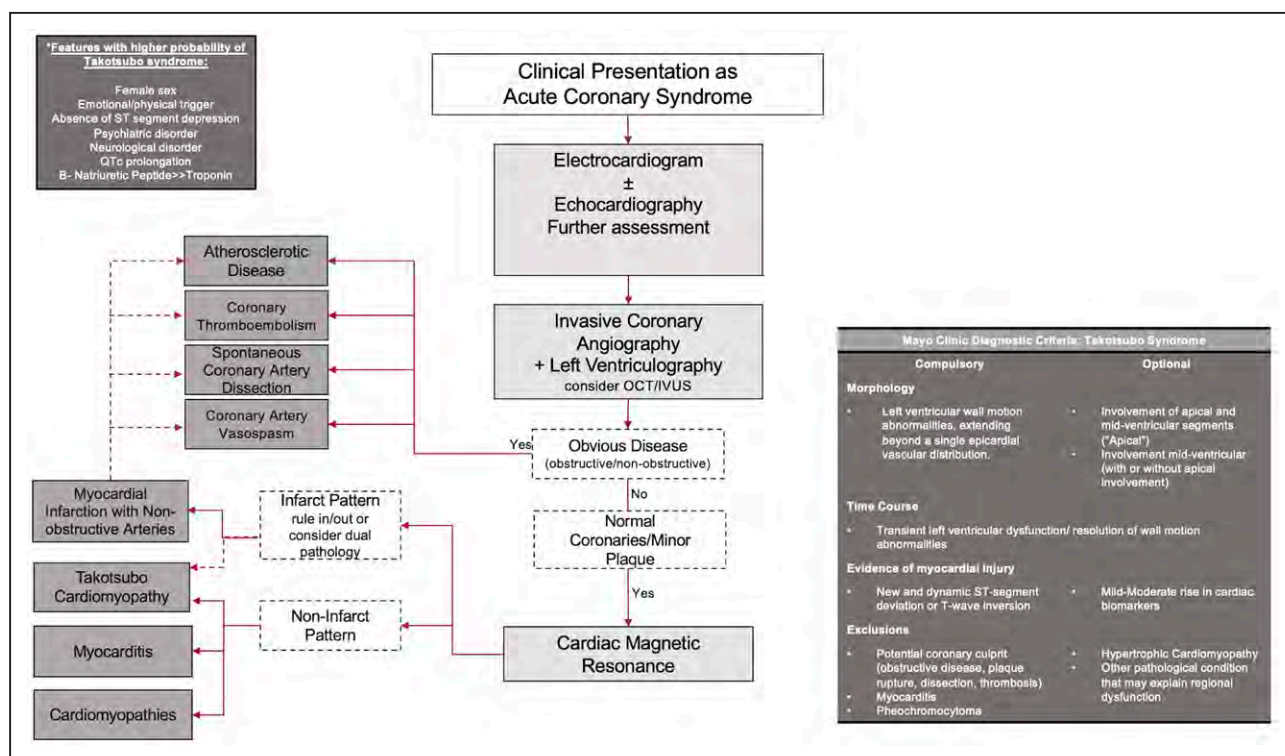 *Features with higher probability of
Takotsubo syndrome:
Female sex
Emotional/physical trigger
Absence of ST segment depression
Psychiatric disorder
Neurological disorder
QTc prolongation
B- Natriuretic Peptide>>Troponin
Clinical Presentation as
Acute Coronary Syndrome
Electrocardiogram
±
Echocardiography
Further assessment
Invasive Coronary
Angiography
+ Left Ventriculography
consider OCT/IVUS
Yes
Obvious Disease
(obstructive/non-obstructive)
No
Normal
Coronaries/Minor
Plaque
Yes
Cardiac Magnetic
Resonance
Atherosclerotic
Disease
Coronary
Thromboembolism
Spontaneous
Coronary Artery
Dissection
Coronary Artery
Vasospasm
Myocardial
Infarction with Non-
obstructive Arteries
Infarct Pattern
rule in/out or
consider dual
pathology
Takotsubo
Cardiomyopathy
Non-Infarct
Pattern
Myocarditis
Cardiomyopathies
Mayo Clinic Diagnostic Criteria: Takotsubo Syndrome
Compulsory
Optional
Morphology
• Left ventricular wall motion
abnormalities, extending
beyond a single epicardial
vascular distribution.
• Involvement of apical and
mid-ventricular segments
("Apical")
• Involvement mid-ventricular
(with or without apical
involvement)
Time Course
• Transient left ventricular dysfunction/ resolution of wall motion
abnormalities
Evidence of myocardial injury
• New and dynamic ST-segment
deviation or T-wave inversion
• Mild-Moderate rise in cardiac
biomarkers
Exclusions
• Potential coronary culprit
(obstructive disease, plaque
rupture, dissection, thrombosis)
• Myocarditis
• Pheochromocytoma
• Hypertrophic Cardiomyopathy
• Other pathological condition
that may explain regional
dysfunction